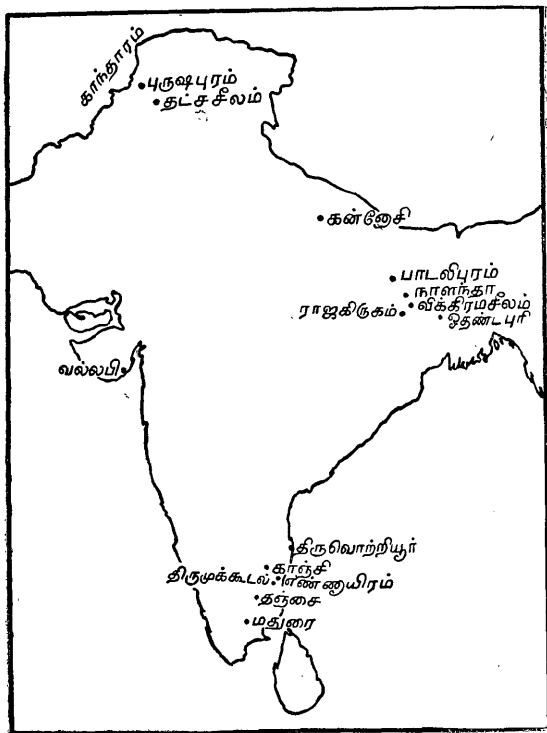 காந்தாரம்
புருஷபுரம்
தட்சசீலம்
கன்னோசி
பாடலிபுரம்
நாளந்தா
விக்கிரமசீலம்
ராஜகிருகம்
ஓதண்டபுரி
வல்லபி
திருவொற்றியூர்
காஞ்சி
திருமுக்கூடல் எண்ணாயிரம்
தஞ்சை
மதுரை